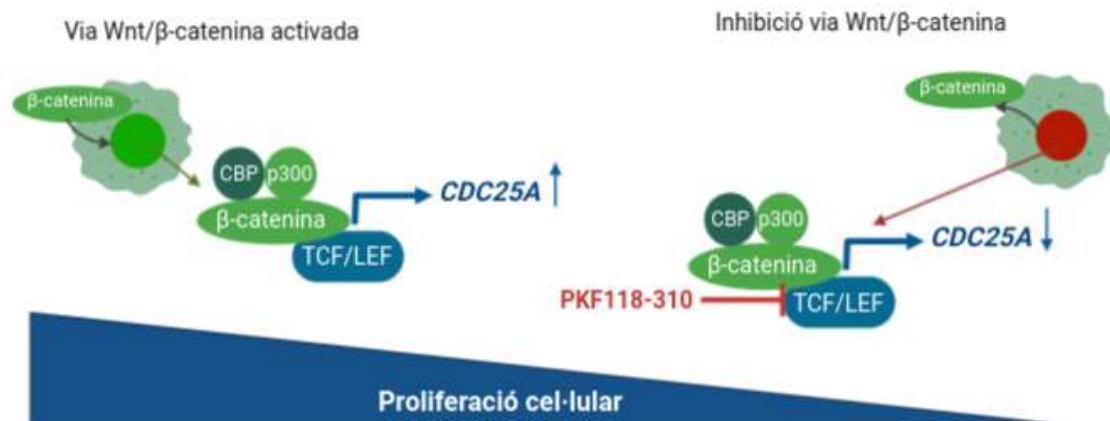 Via Wnt/β-catenina activada
Inhibició via Wnt/β-catenina
β-catenina
CBP
p300
β-catenina
TCF/LEF
CDC25A
β-catenina
CBP
p300
β-catenina
TCF/LEF
CDC25A
PKF118-310
Proliferació cel·lular